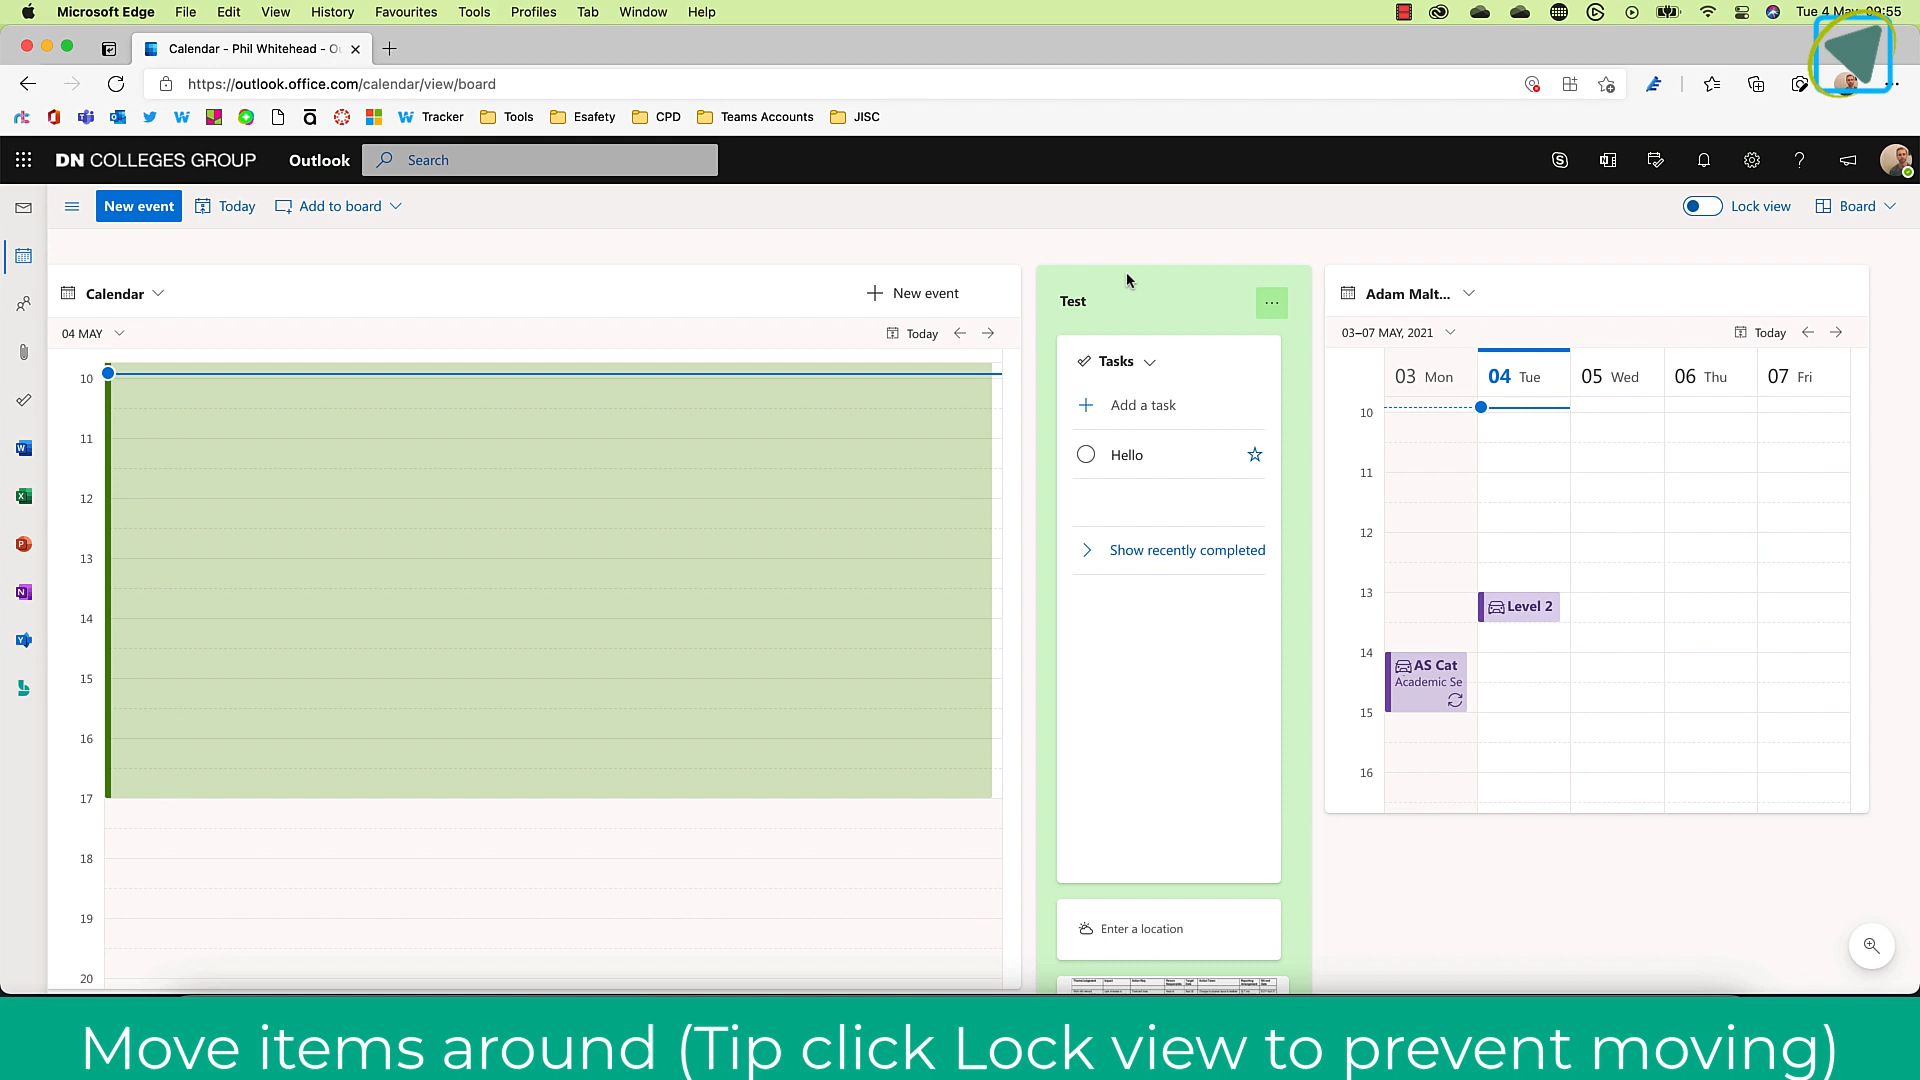 Microsoft Edge File Edit View History Favourites Tools Profiles Tab Window Help
Tue 4 May 09:55
Calendar - Phil Whitehead - O
https://outlook.office.com/calendar/view/board
Tracker Tools Esafety CPD Teams Accounts JISC
DN COLLEGES GROUP Outlook Search
New event Today Add to board Lock view Board
Calendar New event
04 MAY Today
10
11
12
13
14
15
16
17
18
19
20
Test
Tasks
Add a task
Hello
Show recently completed
Enter a location
Adam Malt...
03–07 MAY, 2021 Today
03 Mon 04 Tue 05 Wed 06 Thu 07 Fri
10
11
12
13
Level 2
14
AS Cat
Academic Se
15
16
Move items around (Tip click Lock view to prevent moving)